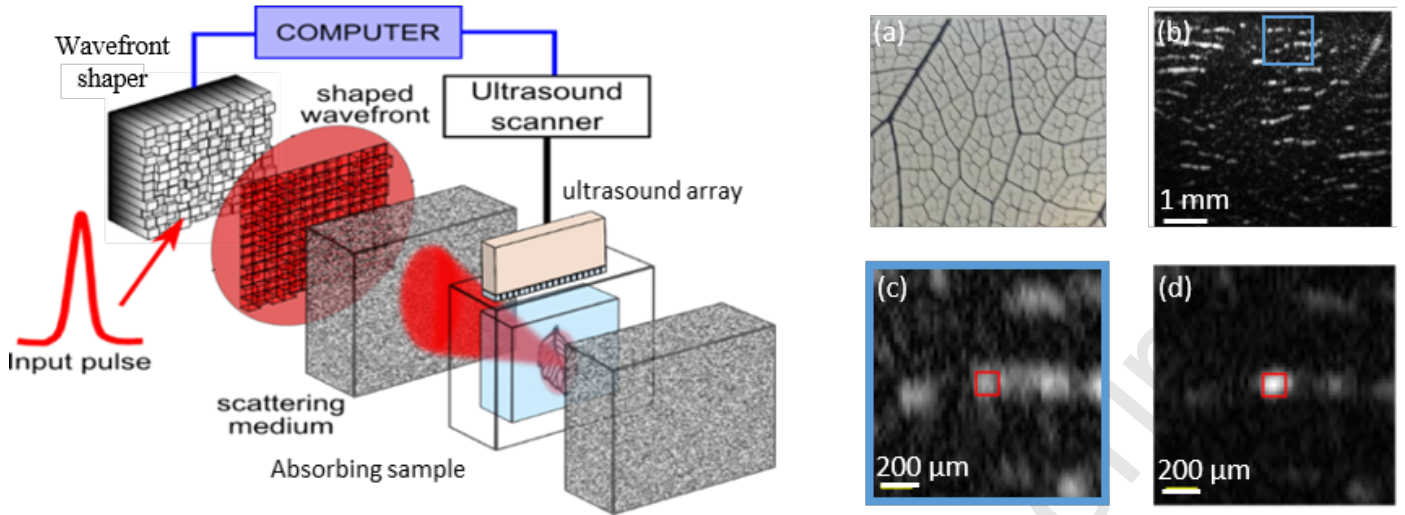 COMPUTER
Wavefront
shaper
shaped
wavefront
Ultrasound
scanner
ultrasound array
Input pulse
scattering
medium
Absorbing sample
(a)
(b)
1 mm
(c)
200 µm
(d)
200 µm